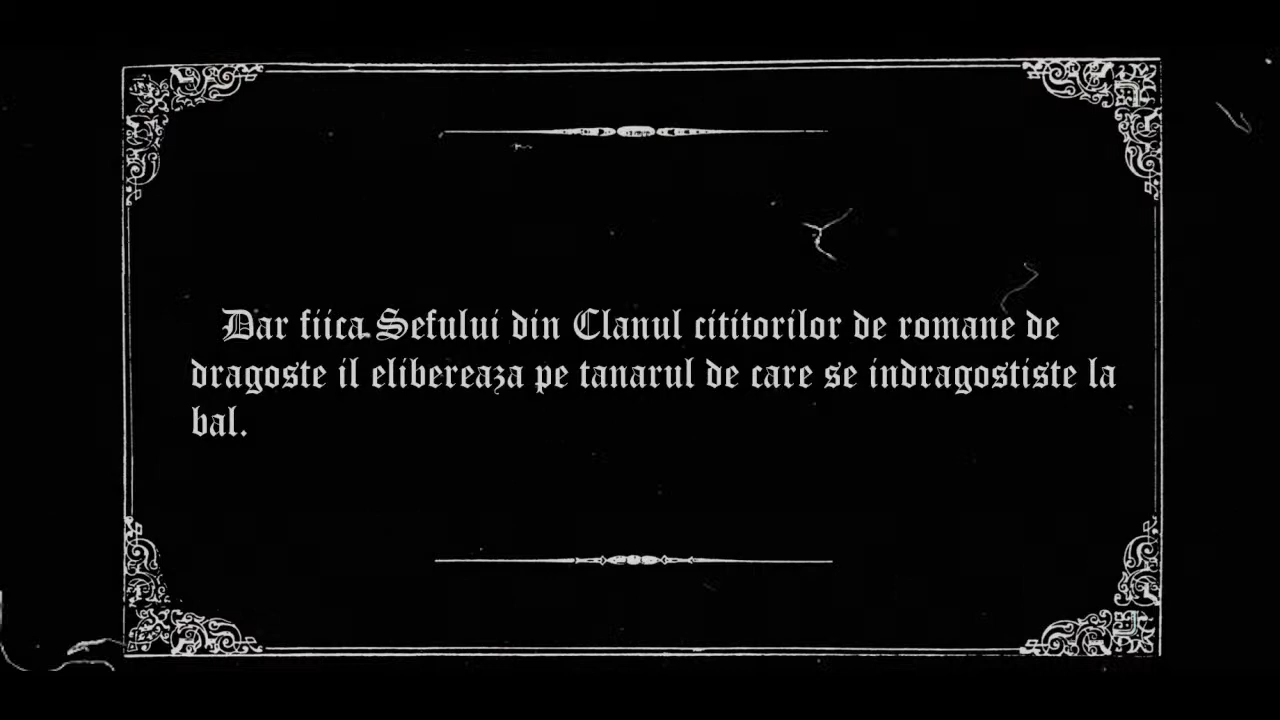 Dar fiica Sefului din Clanul cititorilor de romane de
dragoste il elibereaza pe tanarul de care se indragostiste la
bal.